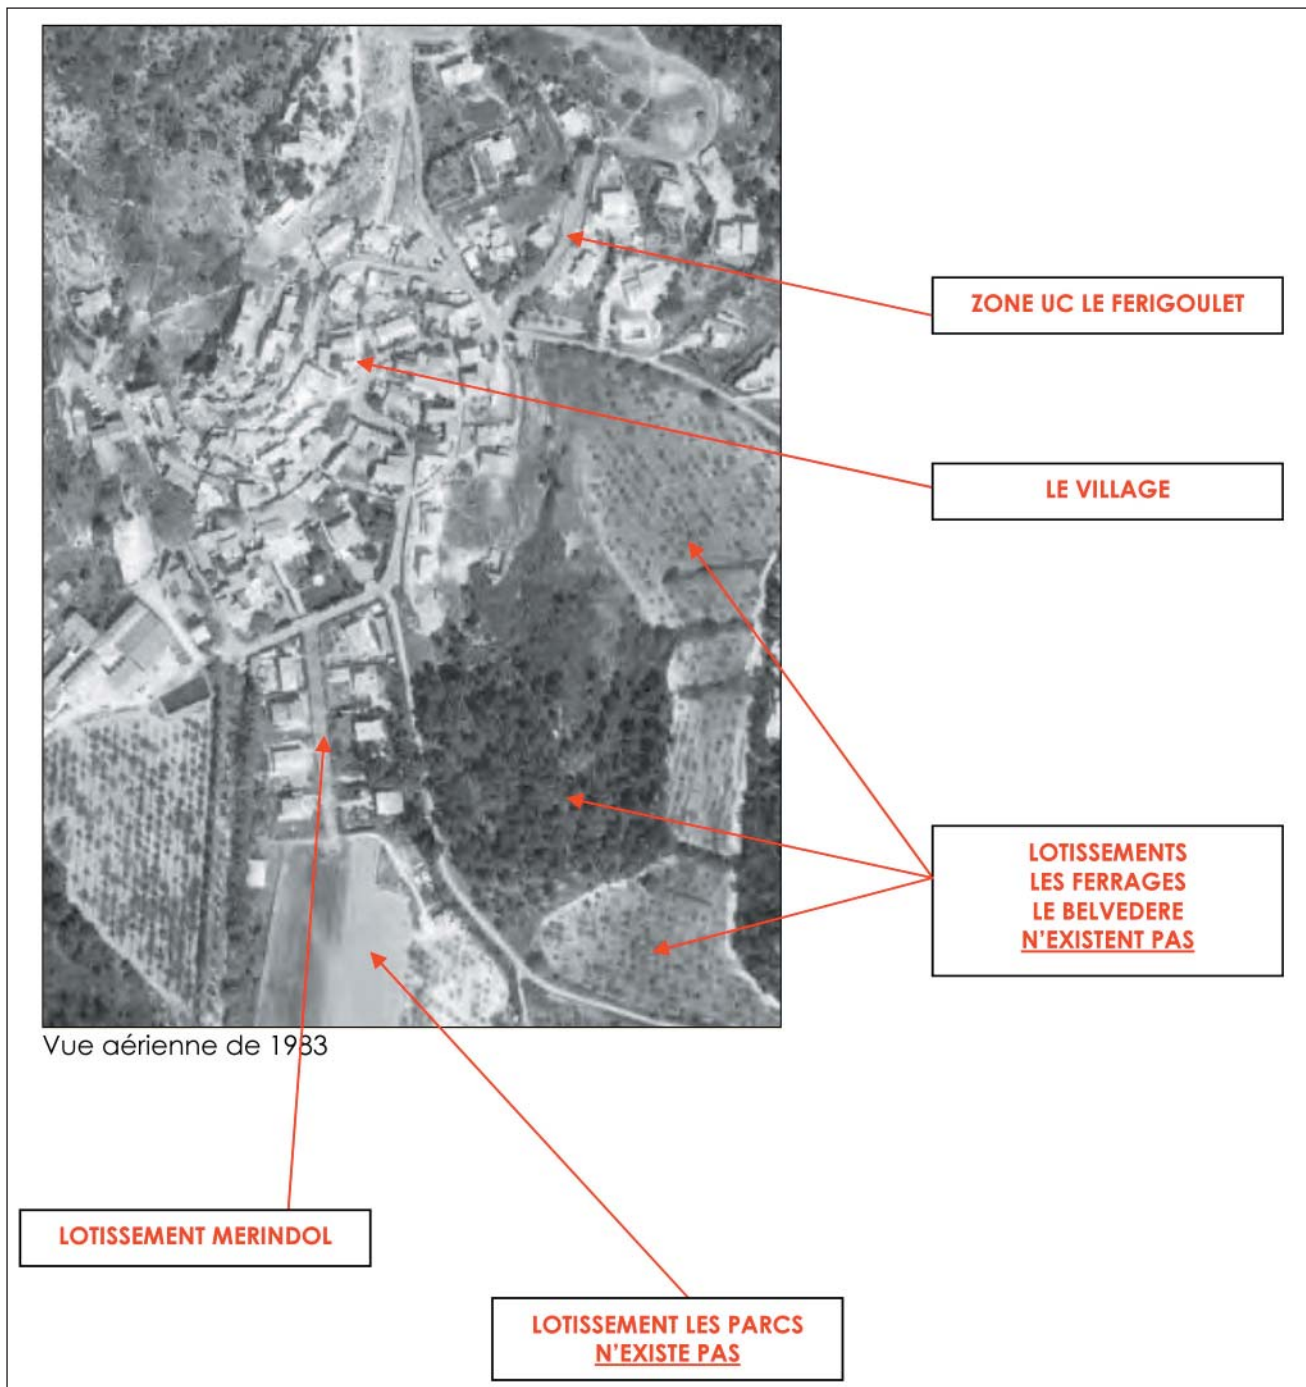 ZONE UC LE FERIGOULET
LE VILLAGE
LOTISSEMENTS
LES FERRAGES
LE BELVEDERE
N'EXISTENT PAS
Vue aérienne de 1983
LOTISSEMENT MERINDOL
LOTISSEMENT LES PARCS
N'EXISTE PAS